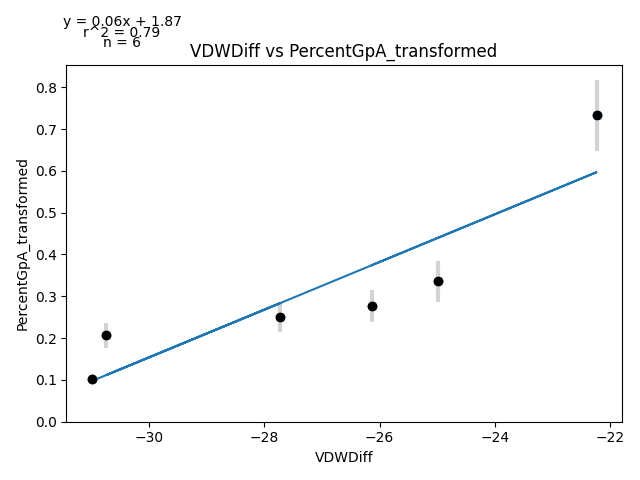 y = 0.06x + 1.87
r^2 = 0.79
n = 6
VDWDiff vs PercentGpA_transformed
PercentGpA_transformed
0.8
0.7
0.6
0.5
0.4
0.3
0.2
0.1
0.0
−30
−28
−26
−24
−22
VDWDiff